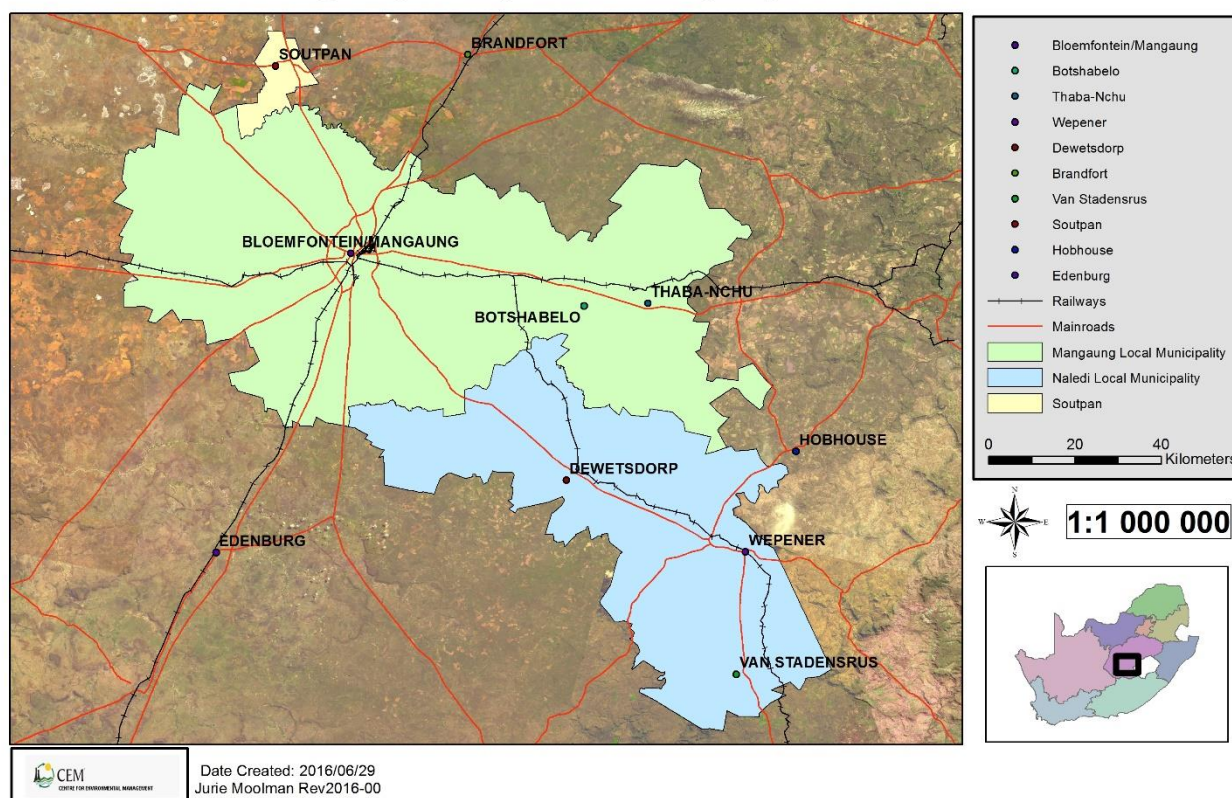 SOUTPAN
BRANDFORT
BLOEMFONTEIN/MANGAUNG
THABA-NCHU
BOTSHABELO
HOBHOUSE
DEWETSDORP
EDENBURG
WEPENER
VAN STADENSRUS
Bloemfontein/Mangaung
Botshabelo
Thaba-Nchu
Wepener
Dewetsdorp
Brandfort
Van Stadensrus
Soutpan
Hobhouse
Edenburg
Railways
Mainroads
Mangaung Local Municipality
Naledi Local Municipality
Soutpan
0 20 40
Kilometers
N
W E
S
1:1 000 000
CEM
CENTRE FOR ENVIRONMENTAL MANAGEMENT
Date Created: 2016/06/29
Jurie Moolman Rev2016-00